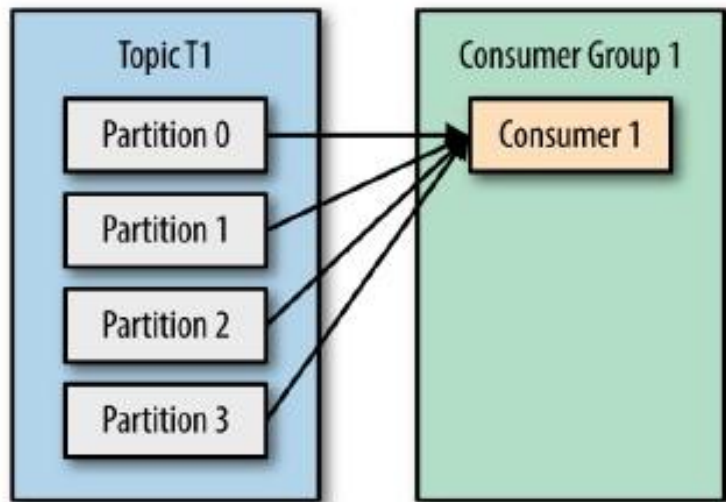 Topic T1
Partition 0
Partition 1
Partition 2
Partition 3
Consumer Group 1
Consumer 1